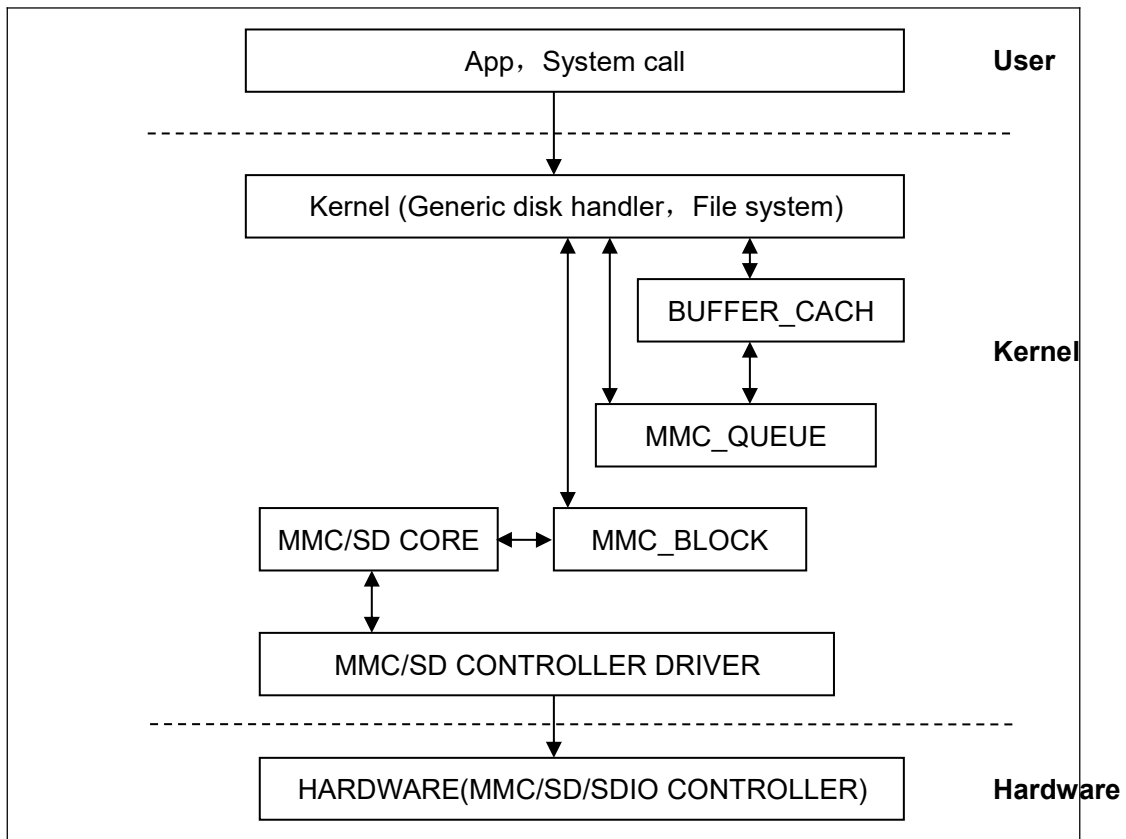 App，System call
User
Kernel (Generic disk handler，File system)
BUFFER_CACH
Kernel
MMC_QUEUE
MMC/SD CORE
MMC_BLOCK
MMC/SD CONTROLLER DRIVER
HARDWARE(MMC/SD/SDIO CONTROLLER)
Hardware